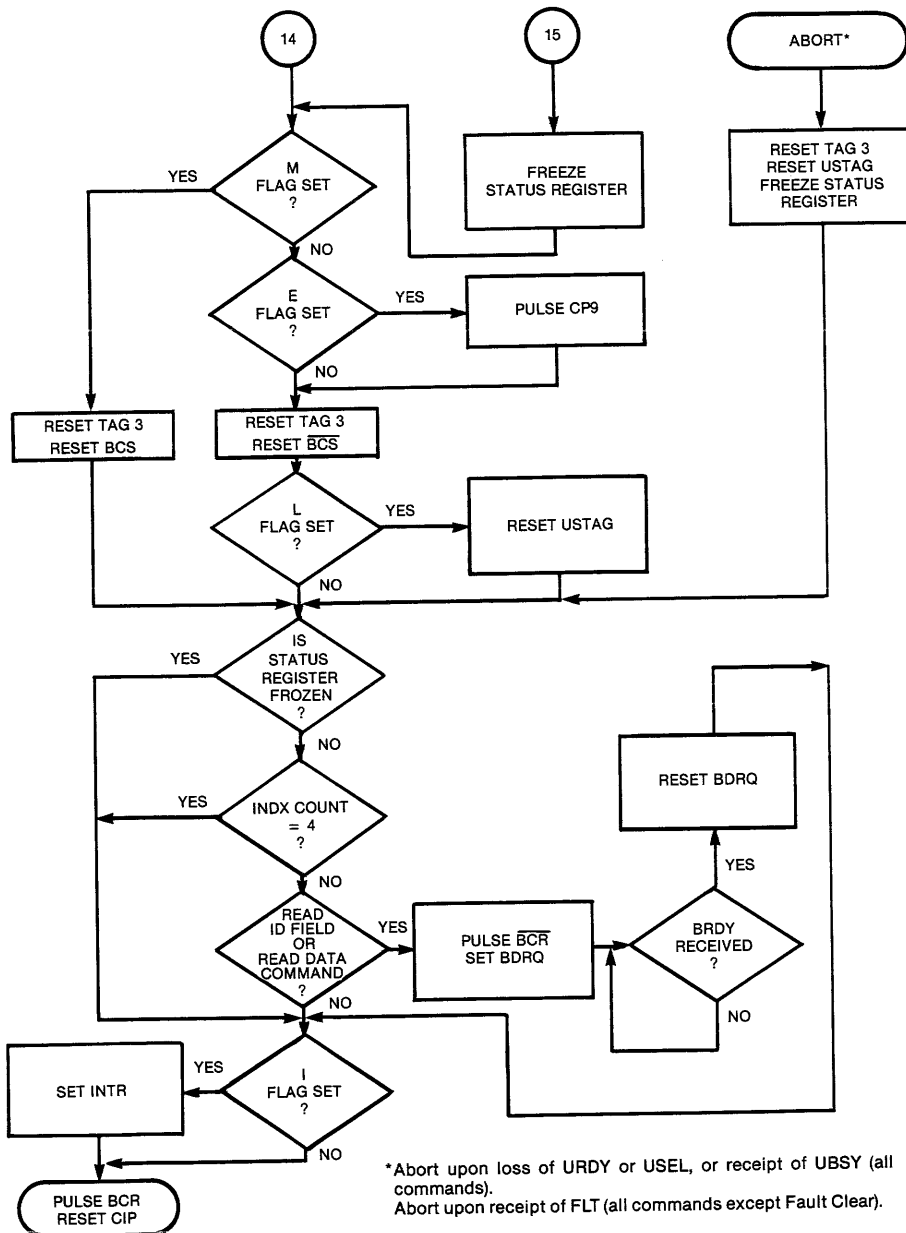 14
15
ABORT*
M
FLAG SET
?
YES
NO
FREEZE
STATUS REGISTER
RESET TAG 3
RESET USTAG
FREEZE STATUS
REGISTER
E
FLAG SET
?
YES
NO
PULSE CP9
RESET TAG 3
RESET BCS
RESET TAG 3
RESET B̅C̅S̅
L
FLAG SET
?
YES
NO
RESET USTAG
IS
STATUS
REGISTER
FROZEN
?
YES
NO
INDX COUNT
= 4
?
YES
NO
RESET BDRQ
READ
ID FIELD
OR
READ DATA
COMMAND
?
YES
NO
PULSE B̅C̅R̅
SET BDRQ
BRDY
RECEIVED
?
YES
NO
I
FLAG SET
?
YES
NO
SET INTR
PULSE BCR
RESET CIP
*Abort upon loss of URDY or USEL, or receipt of UBSY (all
commands).
Abort upon receipt of FLT (all commands except Fault Clear).